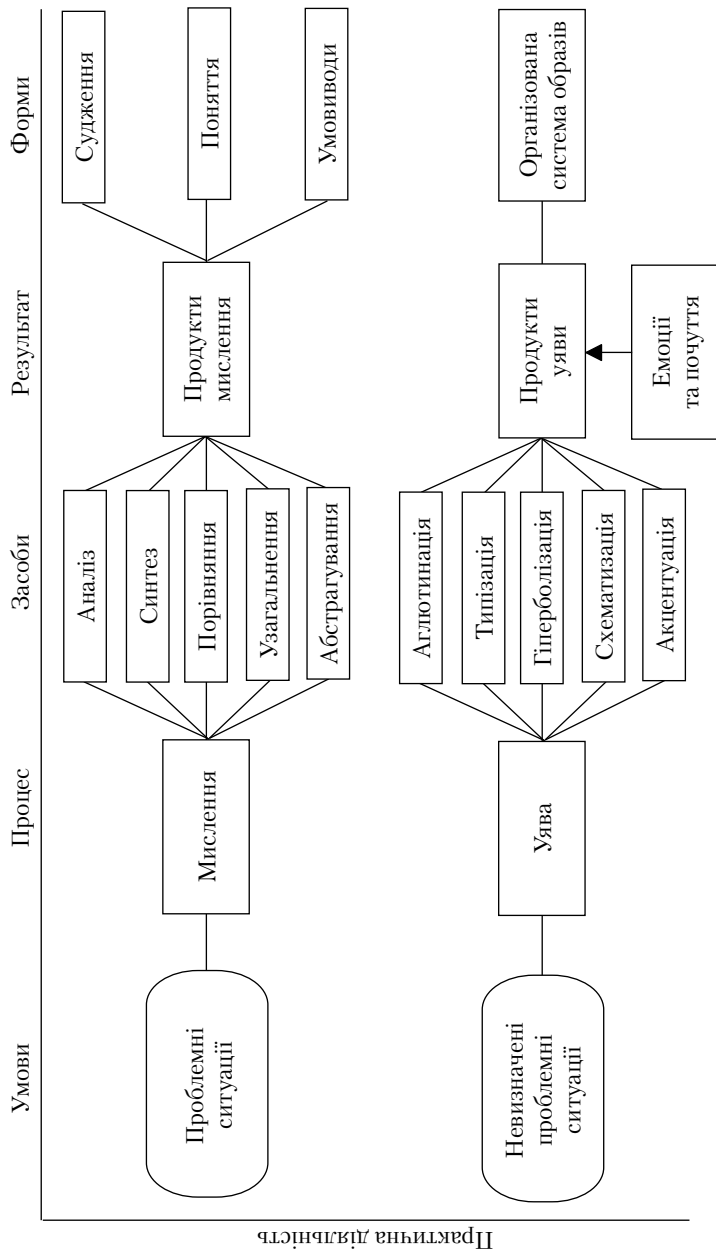 Умови
Процес
Засоби
Результат
Форми
Практична діяльність
Проблемні
ситуації
Мислення
Аналіз
Синтез
Порівняння
Узагальнення
Абстрагування
Продукти
мислення
Судження
Поняття
Умовиводи
Невизначені
проблемні
ситуації
Уява
Аглютинація
Типізація
Гіперболізація
Схематизація
Акцентуація
Продукти
уяви
Емоції
та почуття
Організована
система образів